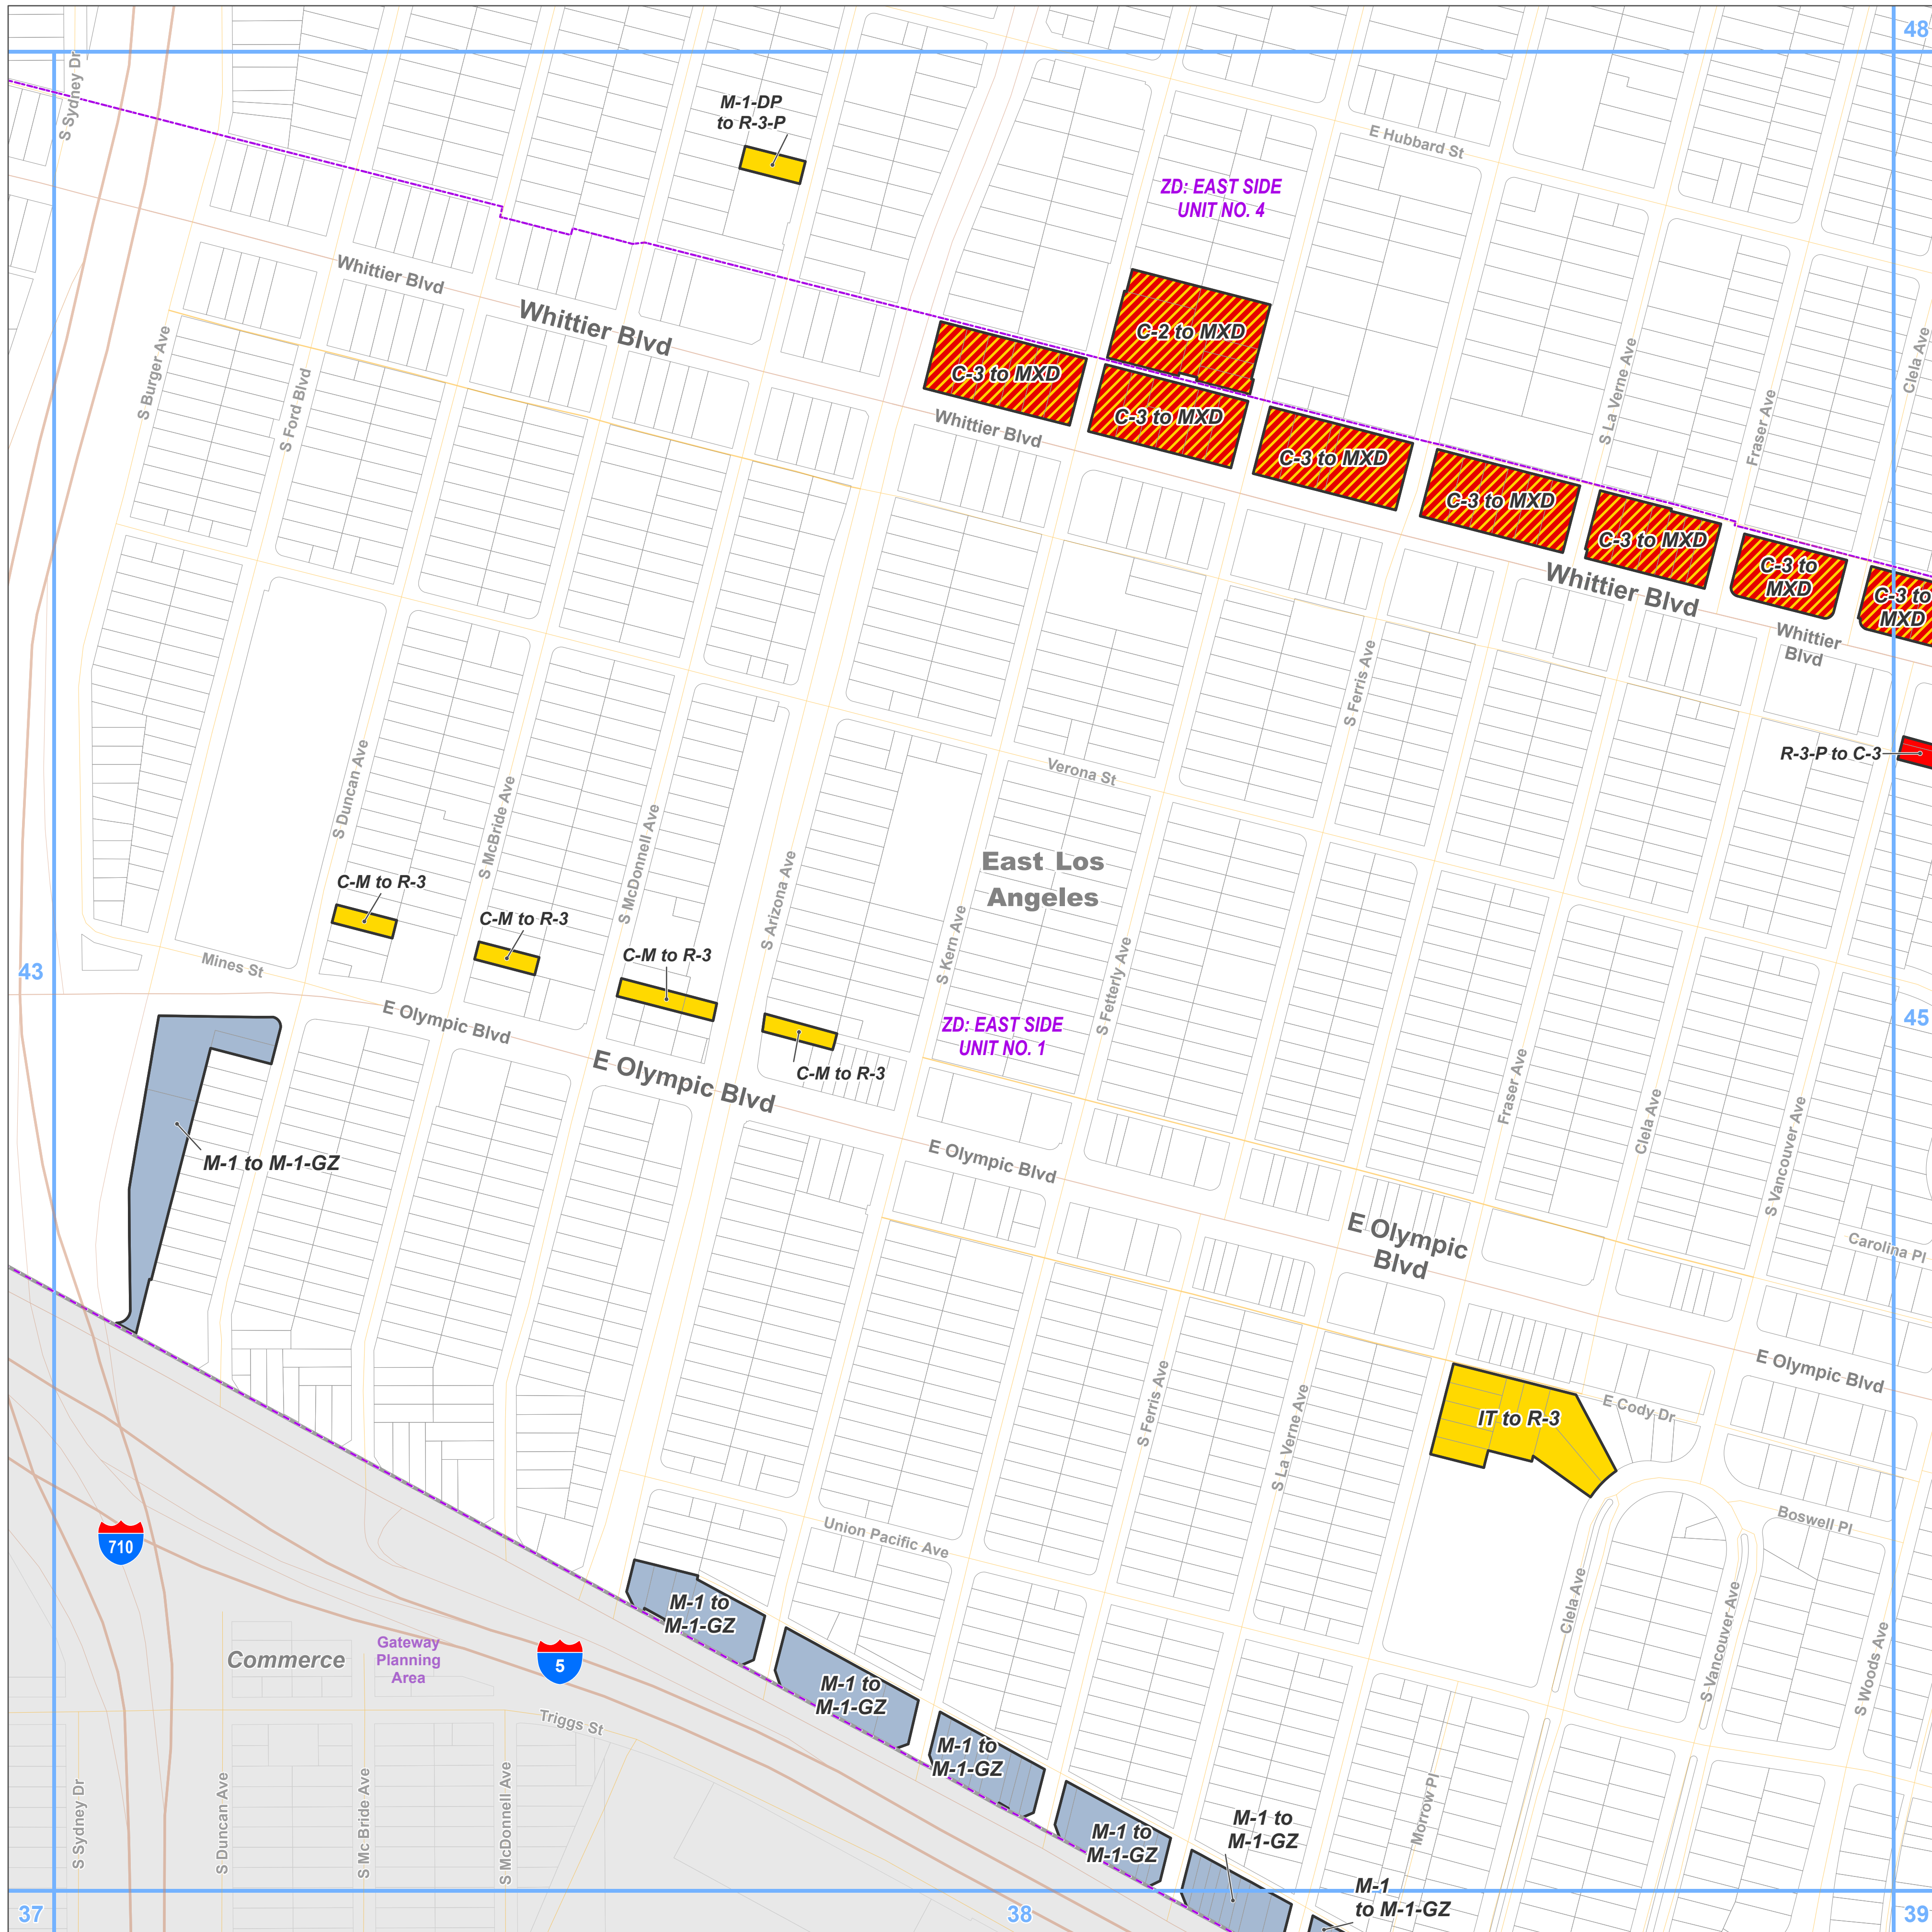 48
S Sydney Dr
M-1-DP
to R-3-P
E Hubbard St
ZD: EAST SIDE
UNIT NO. 4
Whittier Blvd
Whittier Blvd
C-2 to MXD
C-3 to MXD
C-3 to MXD
Whittier Blvd
C-3 to MXD
C-3 to MXD
C-3 to MXD
C-3 to
MXD
C-3 to
MXD
S Burger Ave
S Ford Blvd
S La Verne Ave
Fraser Ave
Clela Ave
Whittier Blvd
Whittier
Blvd
S Ferris Ave
R-3-P to C-3
Verona St
S Duncan Ave
S McBride Ave
S McDonnell Ave
S Arizona Ave
East Los
Angeles
C-M to R-3
C-M to R-3
C-M to R-3
S Kern Ave
S Fetterly Ave
43
Mines St
E Olympic Blvd
ZD: EAST SIDE
UNIT NO. 1
45
E Olympic Blvd
C-M to R-3
Fraser Ave
Clela Ave
S Vancouver Ave
M-1 to M-1-GZ
E Olympic Blvd
E Olympic
Blvd
Carolina Pl
E Olympic Blvd
S Ferris Ave
S La Verne Ave
IT to R-3
E Cody Dr
Boswell Pl
Union Pacific Ave
710
Clela Ave
S Vancouver Ave
S Woods Ave
M-1 to
M-1-GZ
Commerce
Gateway
Planning
Area
5
M-1 to
M-1-GZ
Triggs St
M-1 to
M-1-GZ
S Sydney Dr
S Duncan Ave
S Mc Bride Ave
S McDonnell Ave
M-1 to
M-1-GZ
M-1 to
M-1-GZ
Morrow Pl
M-1
to M-1-GZ
37
38
39